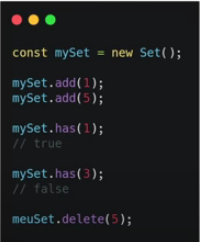 const mySet = new Set();
mySet.add(1);
mySet.add(5);
mySet.has(1);
// true
mySet.has(3);
// false
meuSet.delete(5);